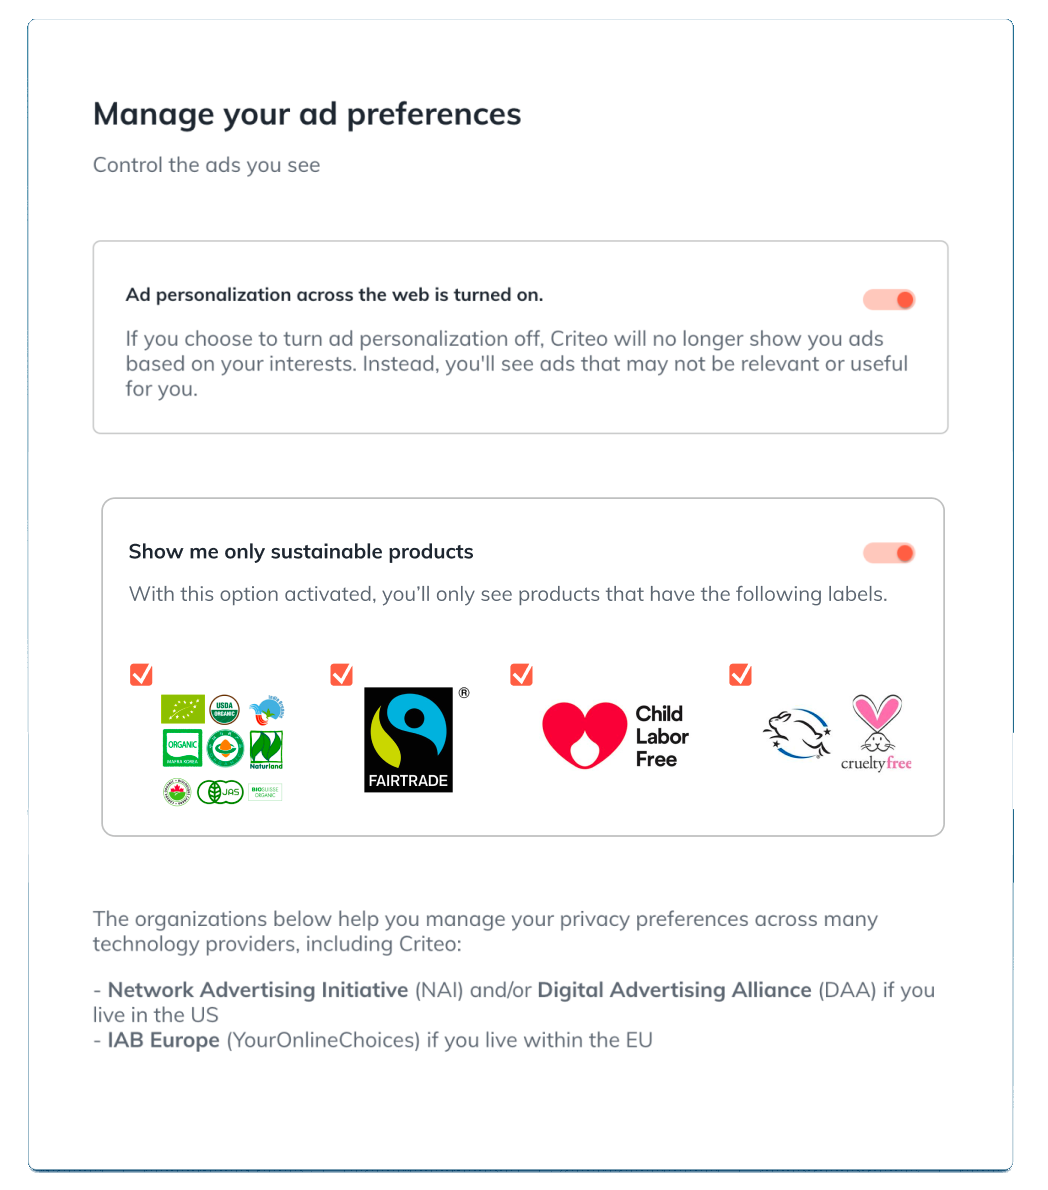 Manage your ad preferences
Control the ads you see
Ad personalization across the web is turned on.
If you choose to turn ad personalization off, Criteo will no longer show you ads
based on your interests. Instead, you'll see ads that may not be relevant or useful
for you.
Show me only sustainable products
With this option activated, you’ll only see products that have the following labels.
USDA
ORGANIC
ORGANIC
MAFRA KOREA
Naturland
JAS
BIOSUISSE
ORGANIC
FAIRTRADE
®
Child
Labor
Free
crueltyfree
The organizations below help you manage your privacy preferences across many
technology providers, including Criteo:
- Network Advertising Initiative (NAI) and/or Digital Advertising Alliance (DAA) if you
live in the US
- IAB Europe (YourOnlineChoices) if you live within the EU